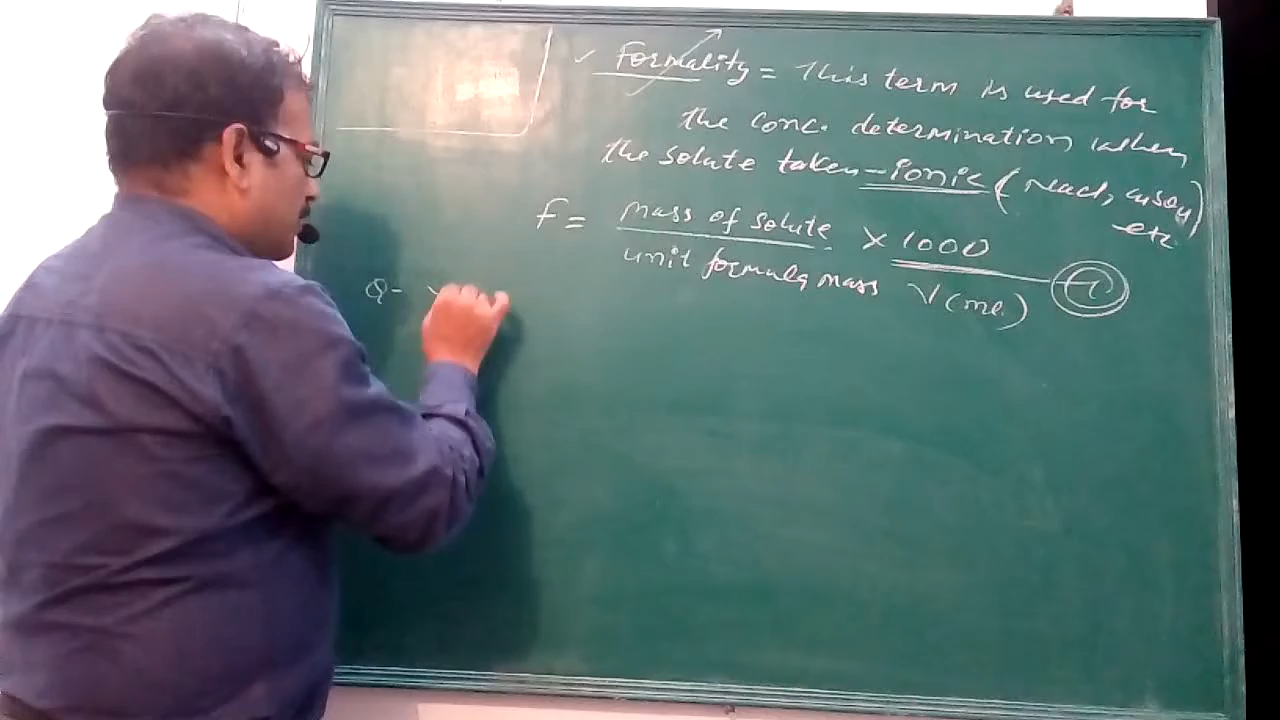 ✓ Formality = This term is used for
the conc. determination when
the solute taken - ionic (NaCl, CuSO4)
etc
F = mass of solute / unit formula mass × 1000 / V(ml)
Q-